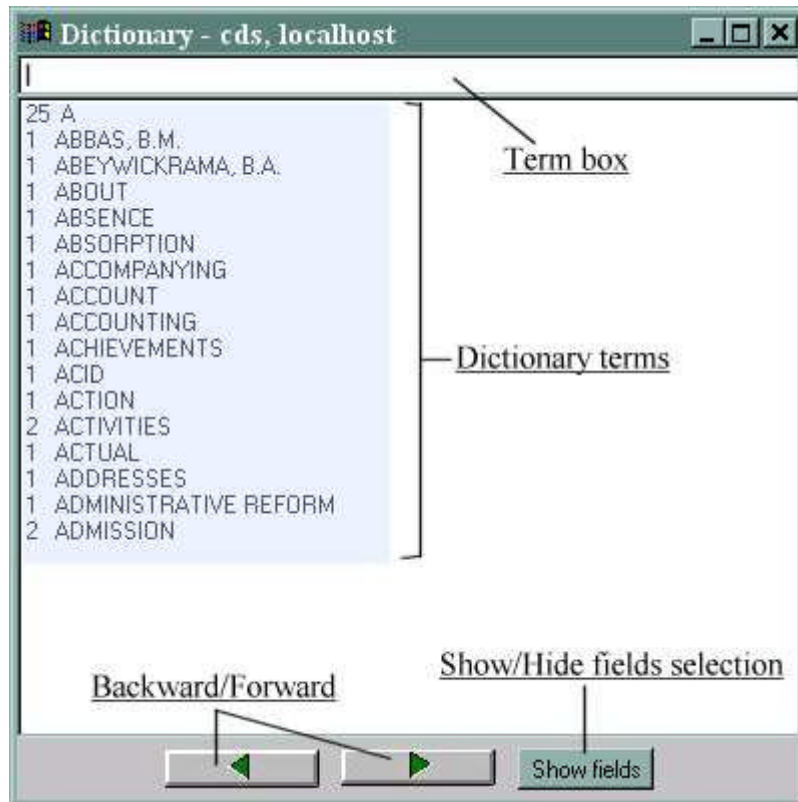 Dictionary - cds, localhost
Term box
25 A
1 ABBAS, B.M.
1 ABEYWICKRAMA, B.A.
1 ABOUT
1 ABSENCE
1 ABSORPTION
1 ACCOMPANYING
1 ACCOUNT
1 ACCOUNTING
1 ACHIEVEMENTS
1 ACID
1 ACTION
2 ACTIVITIES
1 ACTUAL
1 ADDRESSES
1 ADMINISTRATIVE REFORM
2 ADMISSION
Dictionary terms
Show/Hide fields selection
Backward/Forward
Show fields